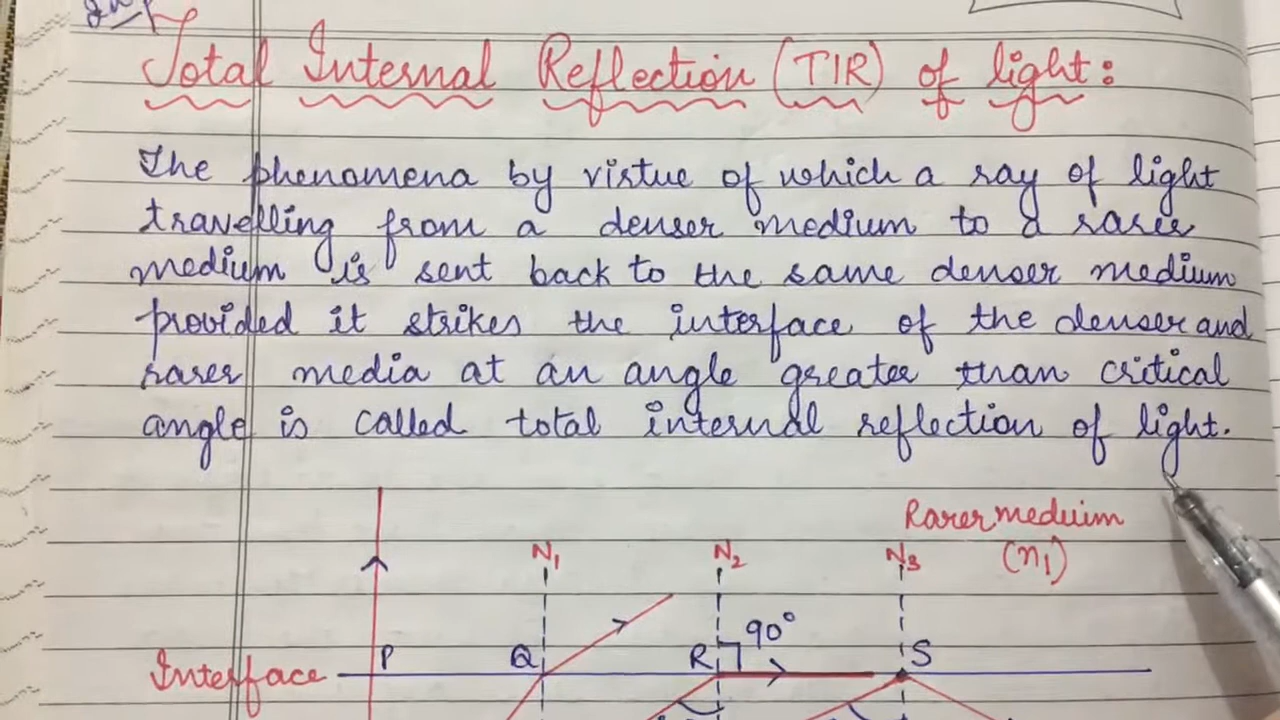 Total Internal Reflection (TIR) of light:
The phenomena by virtue of which a ray of light
travelling from a denser medium to a rarer
medium is sent back to the same denser medium
provided it strikes the interface of the denser and
rarer media at an angle greater than critical
angle is called total internal reflection of light.
Rarer meduim
(n1)
N1 N2 N3
90°
P Q R S
Interface